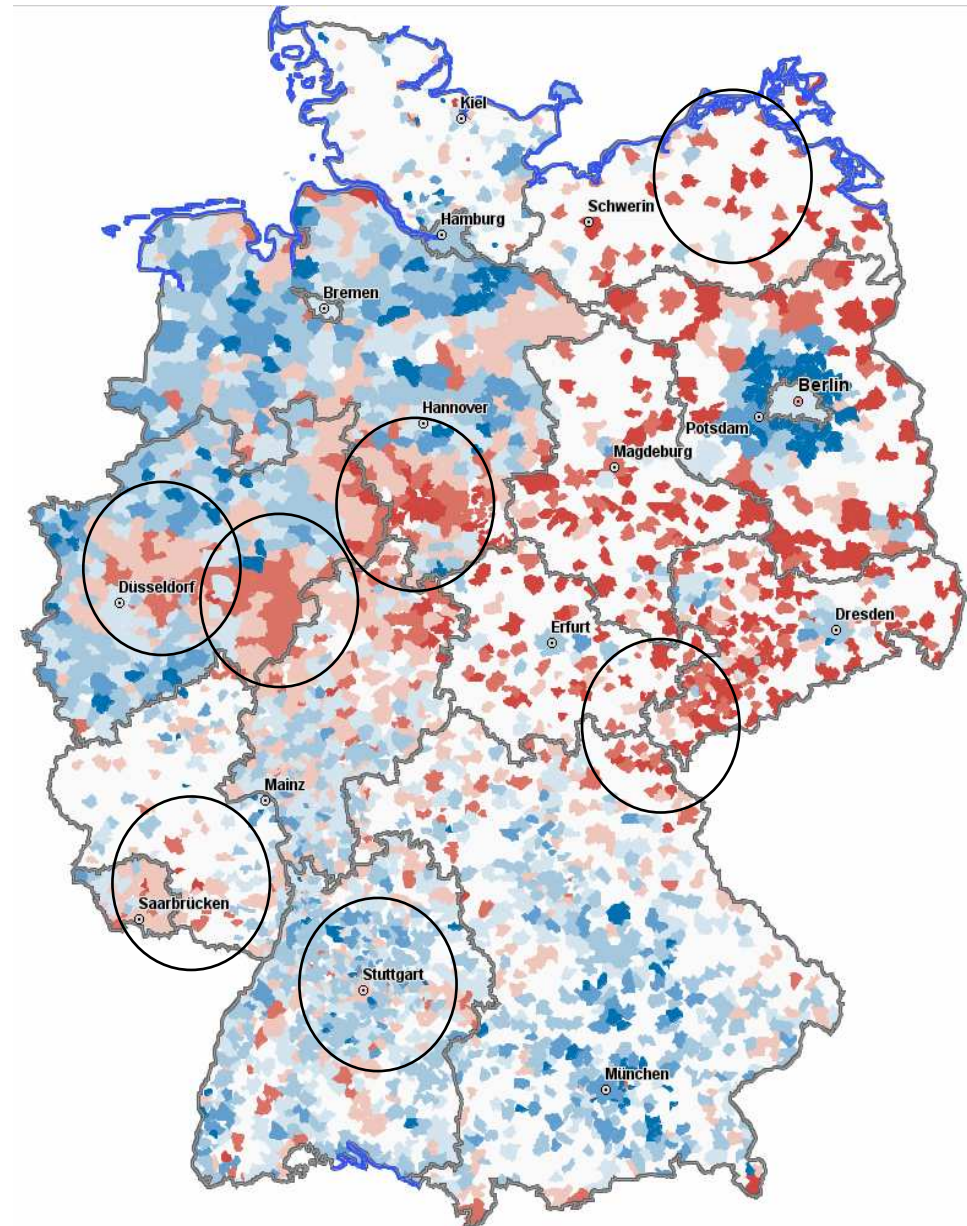 Kiel
Schwerin
Hamburg
Bremen
Berlin
Hannover
Potsdam
Magdeburg
Düsseldorf
Erfurt
Dresden
Mainz
Saarbrücken
Stuttgart
München